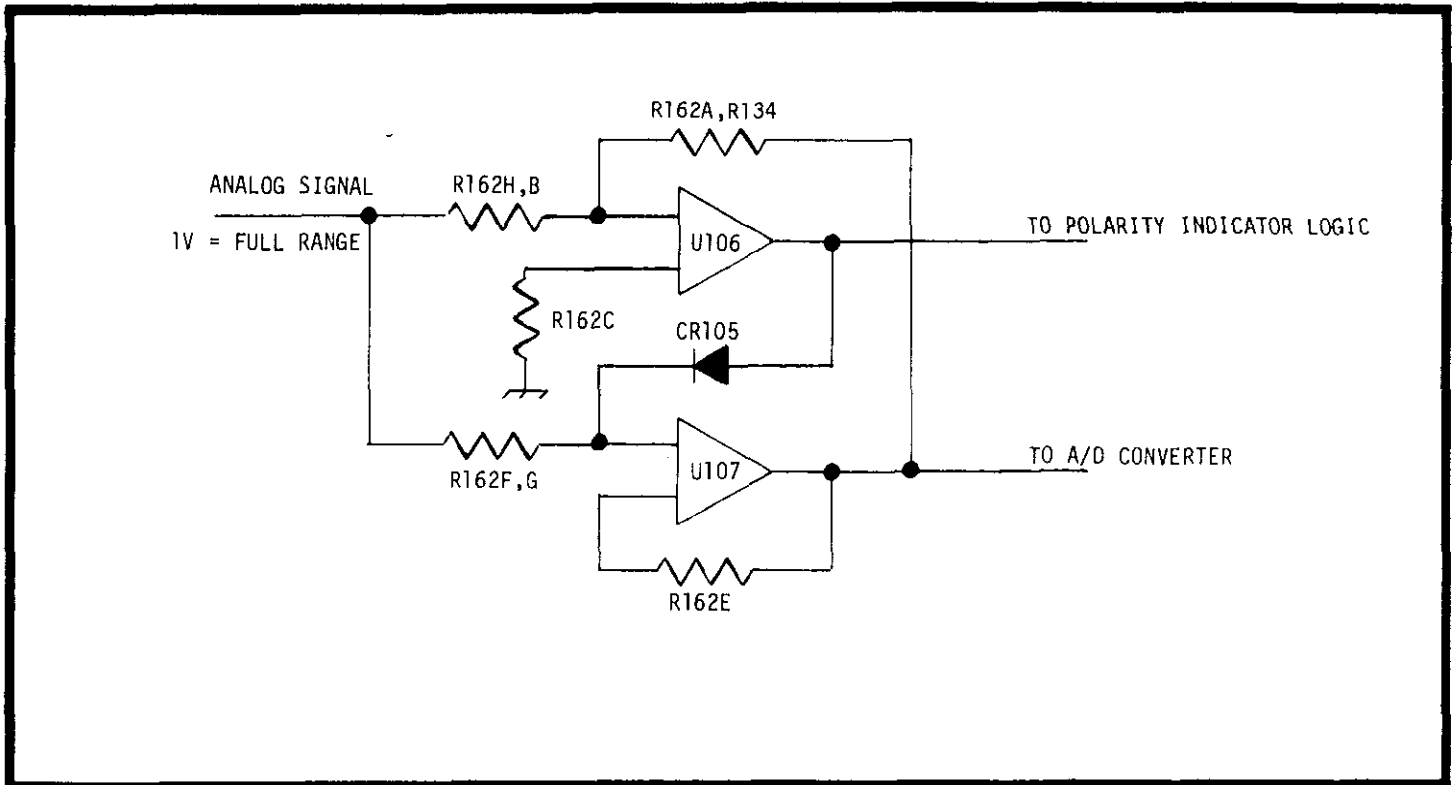 R162A,R134
ANALOG SIGNAL
R162H,B
1V = FULL RANGE
U106
TO POLARITY INDICATOR LOGIC
R162C
CR105
R162F,G
U107
TO A/D CONVERTER
R162E